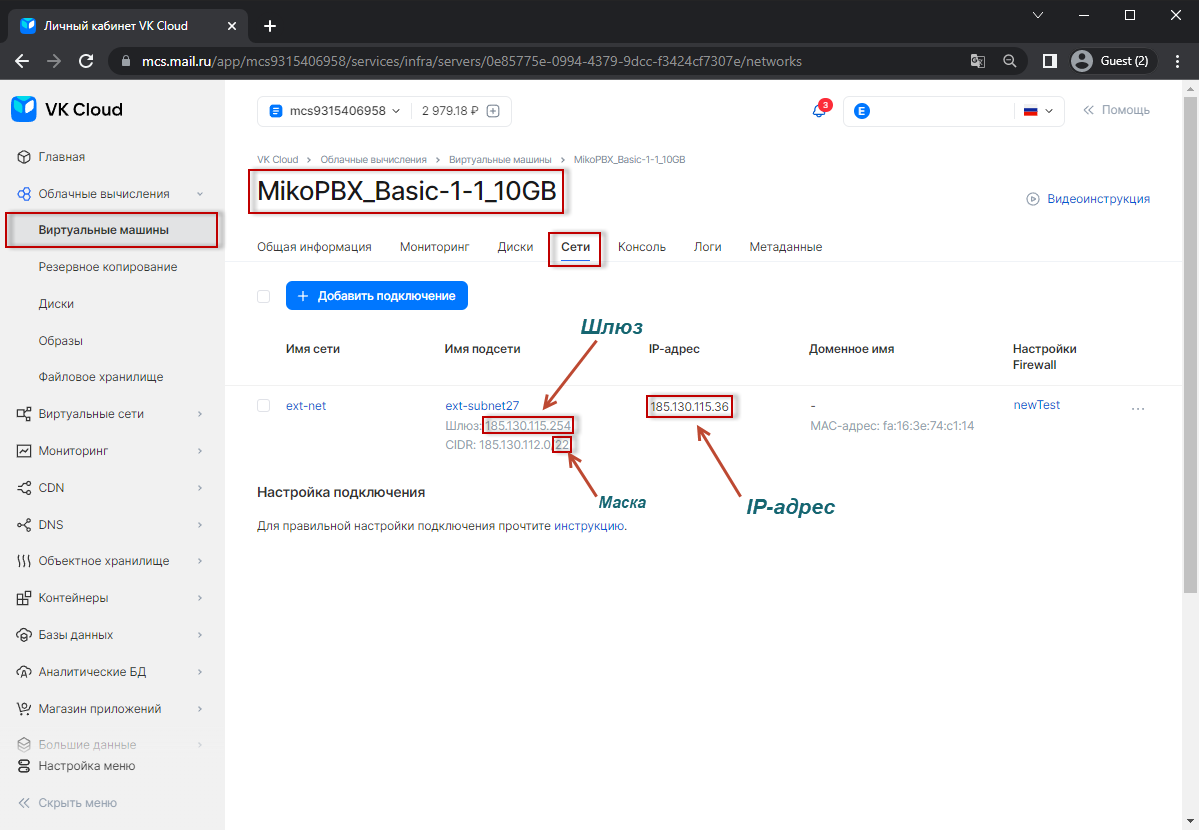 Личный кабинет VK Cloud
mcs.mail.ru/app/mcs9315406958/services/infra/servers/0e85775e-0994-4379-9dcc-f3424cf7307e/networks
Guest (2)
VK Cloud
mcs9315406958
2 979.18 ₽
3
E
Помощь
Главная
Облачные вычисления
Виртуальные машины
Резервное копирование
Диски
Образы
Файловое хранилище
Виртуальные сети
Мониторинг
CDN
DNS
Объектное хранилище
Контейнеры
Базы данных
Аналитические БД
Магазин приложений
Большие данные
Настройка меню
Скрыть меню
VK Cloud > Облачные вычисления > Виртуальные машины > MikoPBX_Basic-1-1_10GB
MikoPBX_Basic-1-1_10GB
Видеоинструкция
Общая информация Мониторинг Диски Сети Консоль Логи Метаданные
+ Добавить подключение
Шлюз
Имя сети Имя подсети IP-адрес Доменное имя Настройки
Firewall
ext-net ext-subnet27 185.130.115.36 - newTest ...
Шлюз: 185.130.115.254 MAC-адрес: fa:16:3e:74:c1:14
CIDR: 185.130.112.0/22
Маска
IP-адрес
Настройка подключения
Для правильной настройки подключения прочтите инструкцию.